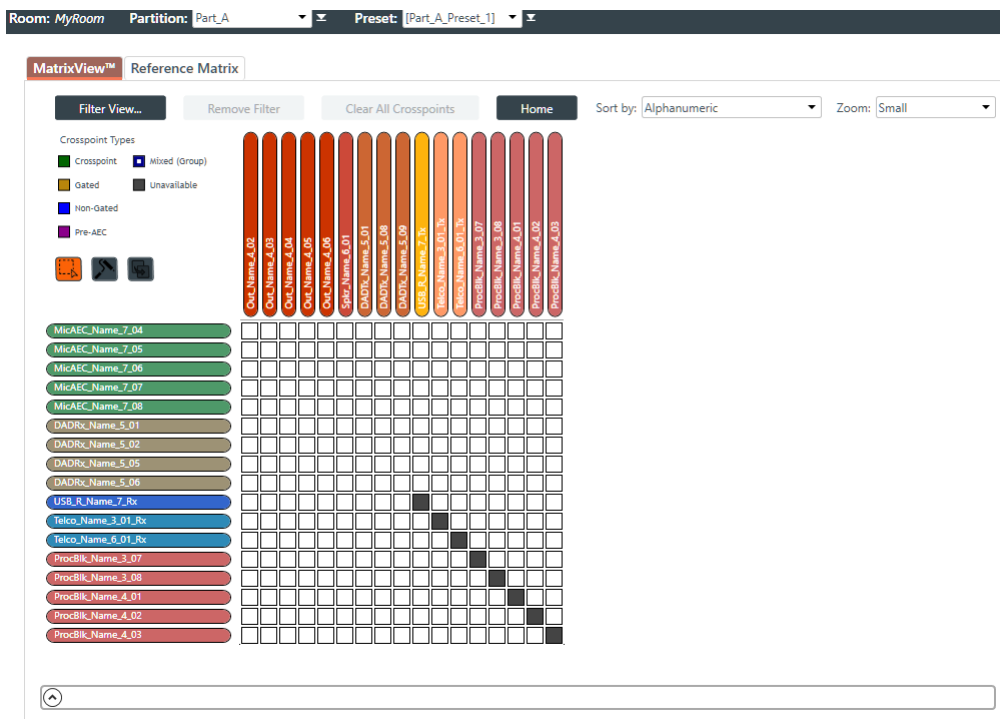 Room: MyRoom Partition: Part_A Preset: [Part_A_Preset_1]
MatrixView™ Reference Matrix
Filter View... Remove Filter Clear All Crosspoints Home Sort by: Alphanumeric Zoom: Small
Crosspoint Types
Crosspoint Mixed (Group)
Gated Unavailable
Non-Gated
Pre-AEC
Out_Name_4_02
Out_Name_4_03
Out_Name_4_04
Out_Name_4_05
Out_Name_4_06
Spkr_Name_6_01
DADTx_Name_5_01
DADTx_Name_5_08
DADTx_Name_5_09
USB_R_Name_7_Tx
Telco_Name_3_01_Tx
Telco_Name_6_01_Tx
ProcBlk_Name_3_07
ProcBlk_Name_3_08
ProcBlk_Name_4_01
ProcBlk_Name_4_02
ProcBlk_Name_4_03
MicAEC_Name_7_04
MicAEC_Name_7_05
MicAEC_Name_7_06
MicAEC_Name_7_07
MicAEC_Name_7_08
DADRx_Name_5_01
DADRx_Name_5_02
DADRx_Name_5_05
DADRx_Name_5_06
USB_R_Name_7_Rx
Telco_Name_3_01_Rx
Telco_Name_6_01_Rx
ProcBlk_Name_3_07
ProcBlk_Name_3_08
ProcBlk_Name_4_01
ProcBlk_Name_4_02
ProcBlk_Name_4_03